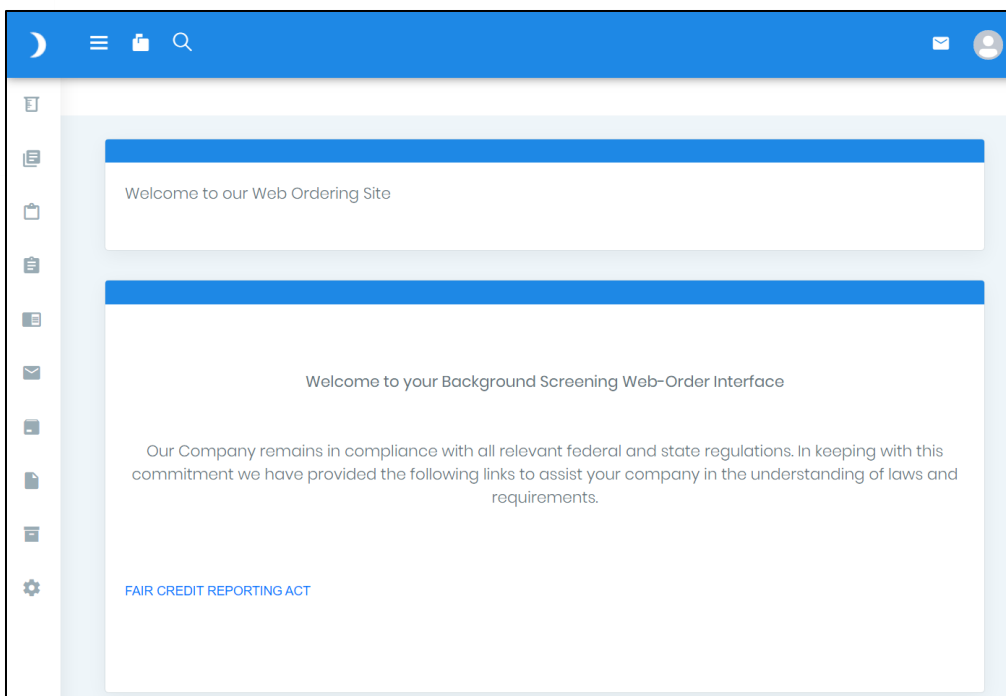 Welcome to our Web Ordering Site
Welcome to your Background Screening Web-Order Interface
Our Company remains in compliance with all relevant federal and state regulations. In keeping with this
commitment we have provided the following links to assist your company in the understanding of laws and
requirements.
FAIR CREDIT REPORTING ACT